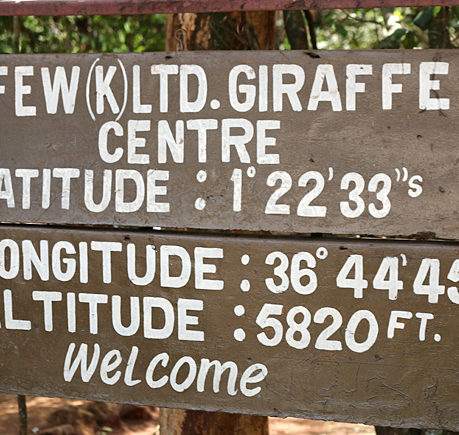 FEW(K)LTD. GIRAFFE
CENTRE
ATITUDE : 1°22'33"s
ONGITUDE : 36° 44'45
LTITUDE : 5820 FT.
Welcome